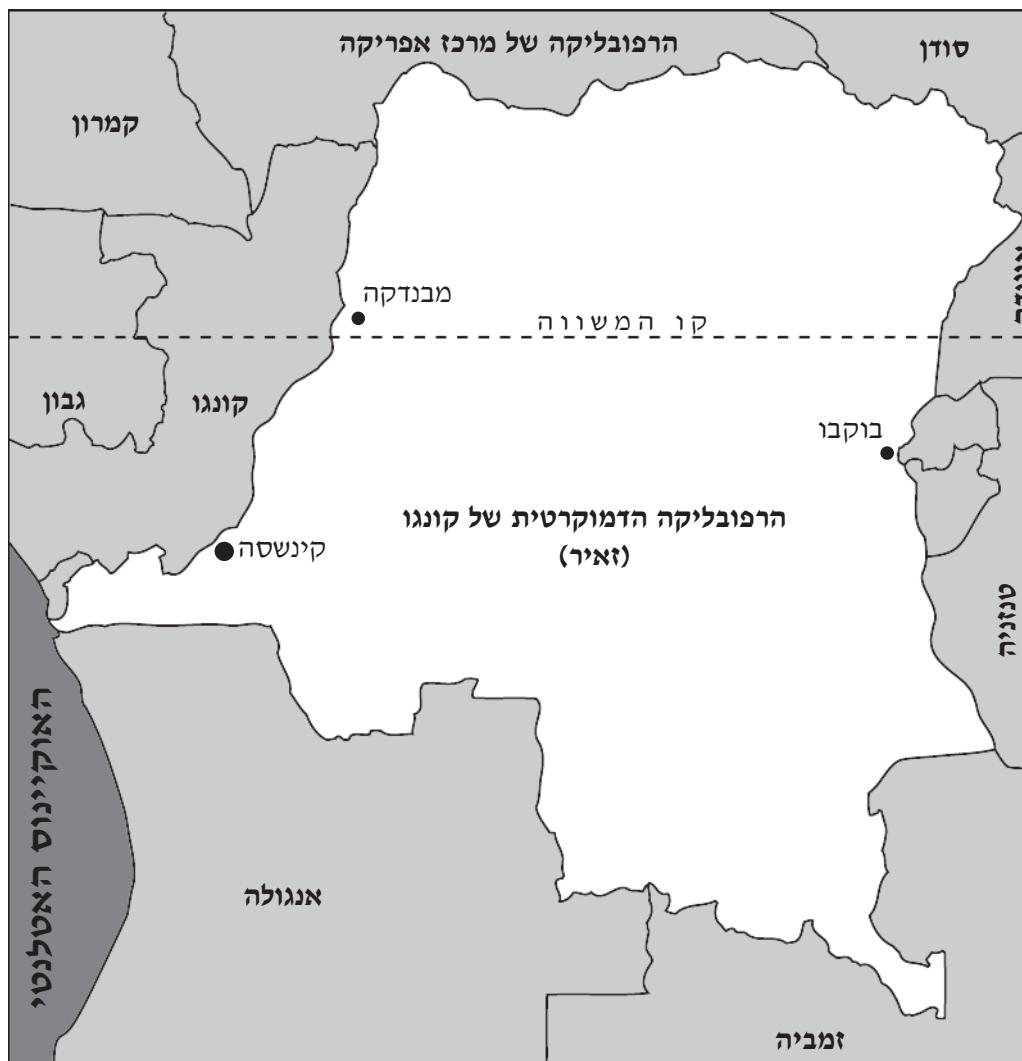 הרפובליקה של מרכז אפריקה
סודן
קמרון
אוגנדה
מבנדקה
קו המשווה
גבון
קונגו
בוקבו
הרפובליקה הדמוקרטית של קונגו
(זאיר)
קינשסה
טנזניה
האוקיינוס האטלנטי
אנגולה
זמביה